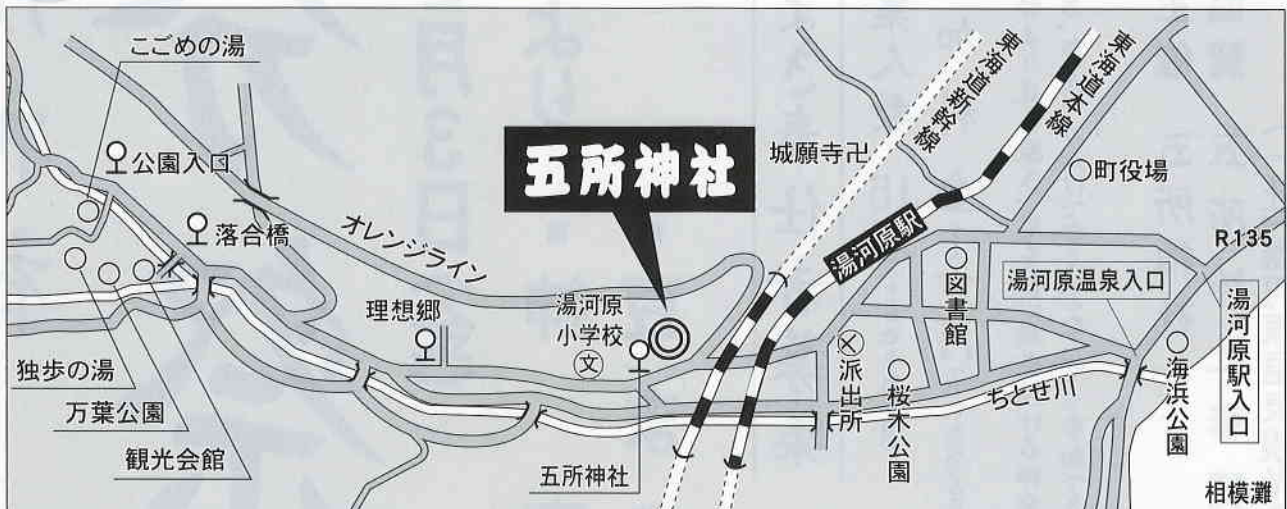 こごめの湯
公園入口
落合橋
オレンジライン
理想郷
湯河原
小学校
文
五所神社
城願寺卍
東海道新幹線
東海道本線
町役場
R135
湯河原駅
図書館
湯河原温泉入口
湯河原駅入口
独歩の湯
万葉公園
観光会館
五所神社
派出所
桜木公園
ちとせ川
海浜公園
相模灘